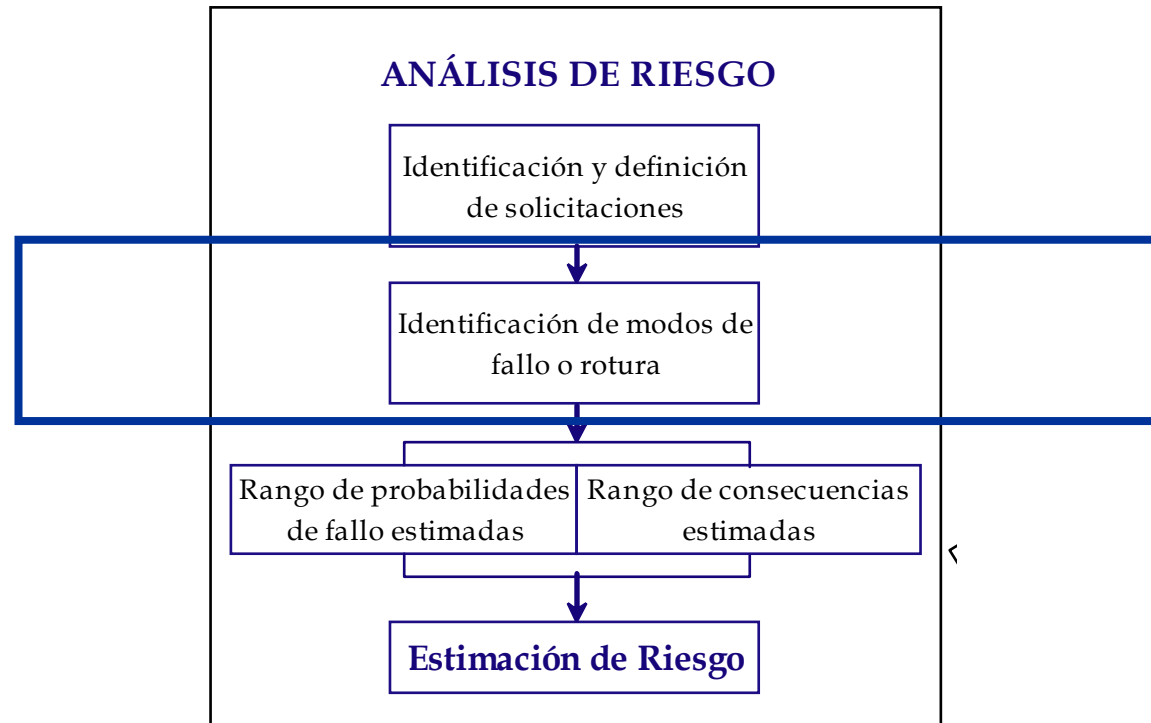 ANÁLISIS DE RIESGO
Identificación y definición
de solicitaciones
Identificación de modos de
fallo o rotura
Rango de probabilidades
de fallo estimadas
Rango de consecuencias
estimadas
Estimación de Riesgo